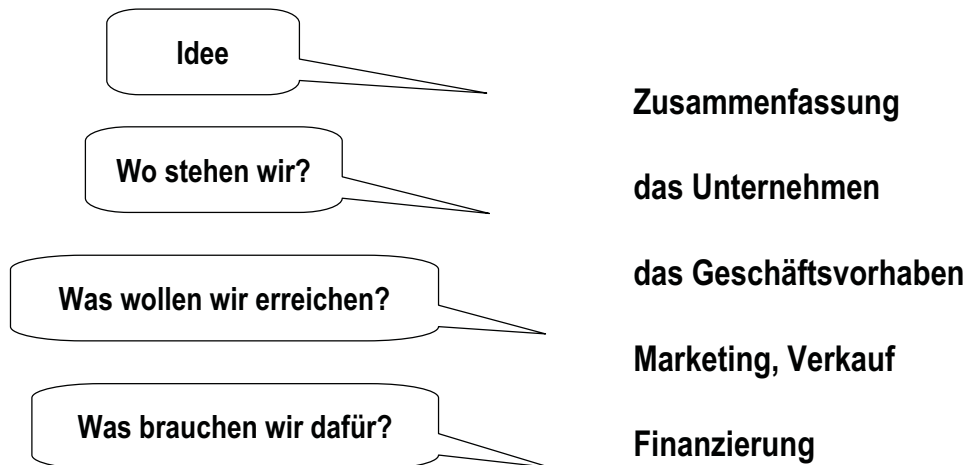 Idee
Zusammenfassung
Wo stehen wir?
das Unternehmen
das Geschäftsvorhaben
Was wollen wir erreichen?
Marketing, Verkauf
Was brauchen wir dafür?
Finanzierung